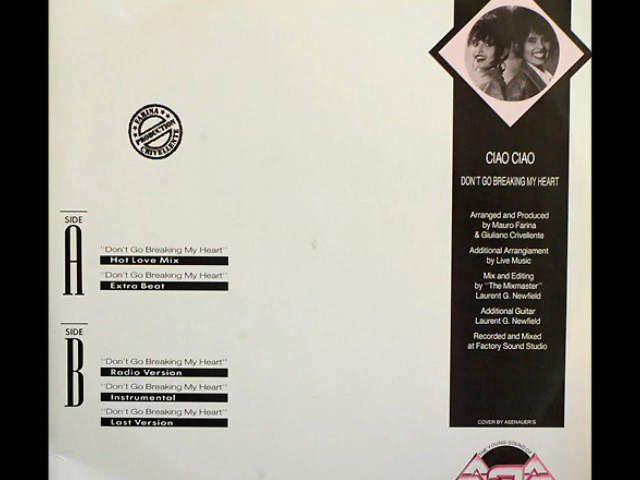 FARINA
PRODUCTION
CRIVELLENTE
SIDE
A
"Don't Go Breaking My Heart"
Hot Love Mix
"Don't Go Breaking My Heart"
Extra Beat
SIDE
B
"Don't Go Breaking My Heart"
Radio Version
"Don't Go Breaking My Heart"
Instrumental
"Don't Go Breaking My Heart"
Last Version
CIAO CIAO
DON'T GO BREAKING MY HEART
Arranged and Produced
by Mauro Farina
& Giuliano Crivellente
Additional Arrangiament
by Live Music
Mix and Editing
by "The Mixmaster"
Laurent G. Newfield
Additional Guitar
Laurent G. Newfield
Recorded and Mixed
at Factory Sound Studio
COVER BY ASENAUER'S
THE YOUNG SOUND OF